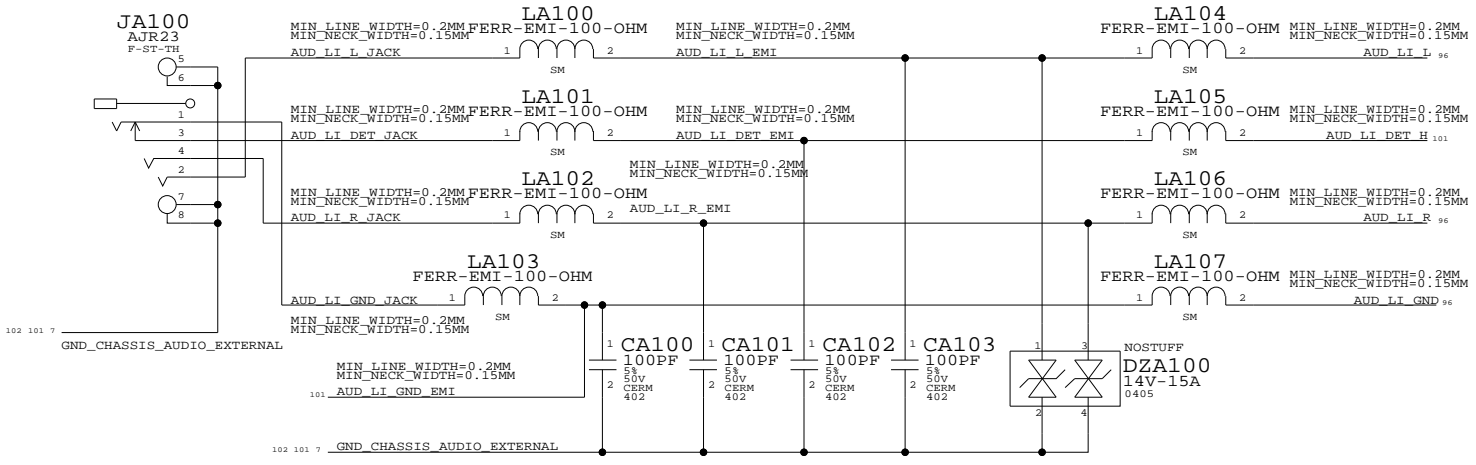 JA100
AJR23
F-ST-TH
5
6
1
3
4
2
7
8
102 101 7
GND_CHASSIS_AUDIO_EXTERNAL
MIN_LINE_WIDTH=0.2MM
MIN_NECK_WIDTH=0.15MM
AUD_LI_L_JACK
LA100
FERR-EMI-100-OHM
1
2
SM
MIN_LINE_WIDTH=0.2MM
MIN_NECK_WIDTH=0.15MM
AUD_LI_L_EMI
LA104
FERR-EMI-100-OHM
1
2
SM
MIN_LINE_WIDTH=0.2MM
MIN_NECK_WIDTH=0.15MM
AUD_LI_L 96
MIN_LINE_WIDTH=0.2MM
MIN_NECK_WIDTH=0.15MM
AUD_LI_DET_JACK
LA101
FERR-EMI-100-OHM
1
2
SM
MIN_LINE_WIDTH=0.2MM
MIN_NECK_WIDTH=0.15MM
AUD_LI_DET_EMI
LA105
FERR-EMI-100-OHM
1
2
SM
MIN_LINE_WIDTH=0.2MM
MIN_NECK_WIDTH=0.15MM
AUD_LI_DET_H 101
MIN_LINE_WIDTH=0.2MM
MIN_NECK_WIDTH=0.15MM
AUD_LI_R_JACK
LA102
FERR-EMI-100-OHM
1
2
SM
MIN_LINE_WIDTH=0.2MM
MIN_NECK_WIDTH=0.15MM
AUD_LI_R_EMI
LA106
FERR-EMI-100-OHM
1
2
SM
MIN_LINE_WIDTH=0.2MM
MIN_NECK_WIDTH=0.15MM
AUD_LI_R 96
AUD_LI_GND_JACK
MIN_LINE_WIDTH=0.2MM
MIN_NECK_WIDTH=0.15MM
LA103
FERR-EMI-100-OHM
1
2
SM
LA107
FERR-EMI-100-OHM
1
2
SM
MIN_LINE_WIDTH=0.2MM
MIN_NECK_WIDTH=0.15MM
AUD_LI_GND 96
MIN_LINE_WIDTH=0.2MM
MIN_NECK_WIDTH=0.15MM
101 AUD_LI_GND_EMI
1
2
CA100
100PF
5%
50V
CERM
402
1
2
CA101
100PF
5%
50V
CERM
402
1
2
CA102
100PF
5%
50V
CERM
402
1
2
CA103
100PF
5%
50V
CERM
402
1
3
2
4
NOSTUFF
DZA100
14V-15A
0405
102 101 7 GND_CHASSIS_AUDIO_EXTERNAL